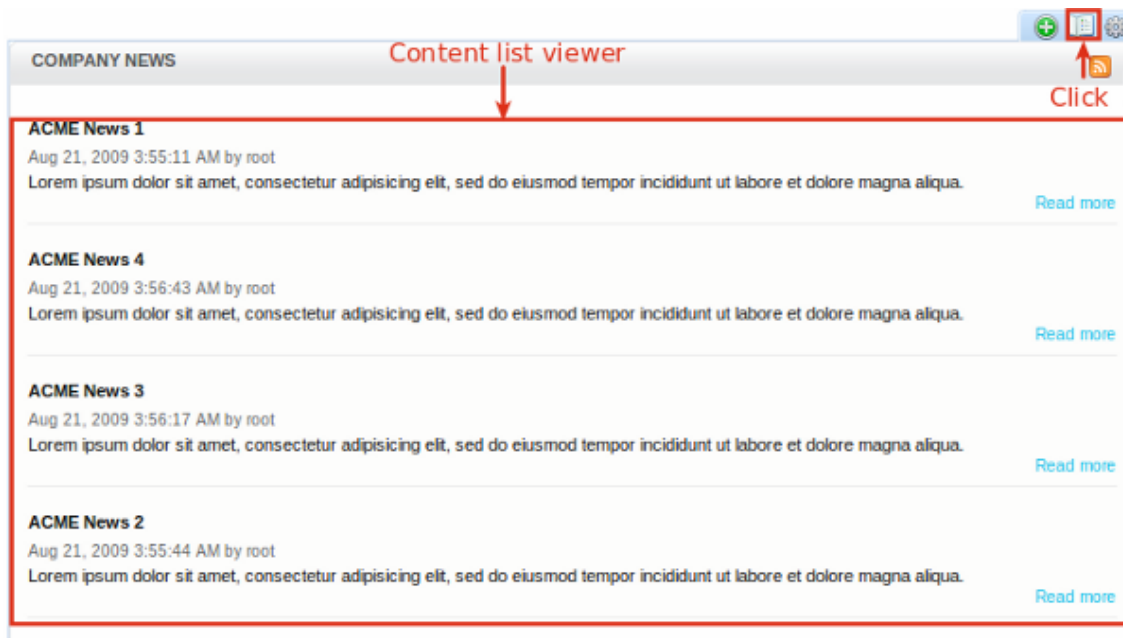 Content list viewer
COMPANY NEWS
Click
ACME News 1
Aug 21, 2009 3:55:11 AM by root
Lorem ipsum dolor sit amet, consectetur adipisicing elit, sed do eiusmod tempor incididunt ut labore et dolore magna aliqua.
Read more
ACME News 4
Aug 21, 2009 3:56:43 AM by root
Lorem ipsum dolor sit amet, consectetur adipisicing elit, sed do eiusmod tempor incididunt ut labore et dolore magna aliqua.
Read more
ACME News 3
Aug 21, 2009 3:56:17 AM by root
Lorem ipsum dolor sit amet, consectetur adipisicing elit, sed do eiusmod tempor incididunt ut labore et dolore magna aliqua.
Read more
ACME News 2
Aug 21, 2009 3:55:44 AM by root
Lorem ipsum dolor sit amet, consectetur adipisicing elit, sed do eiusmod tempor incididunt ut labore et dolore magna aliqua.
Read more